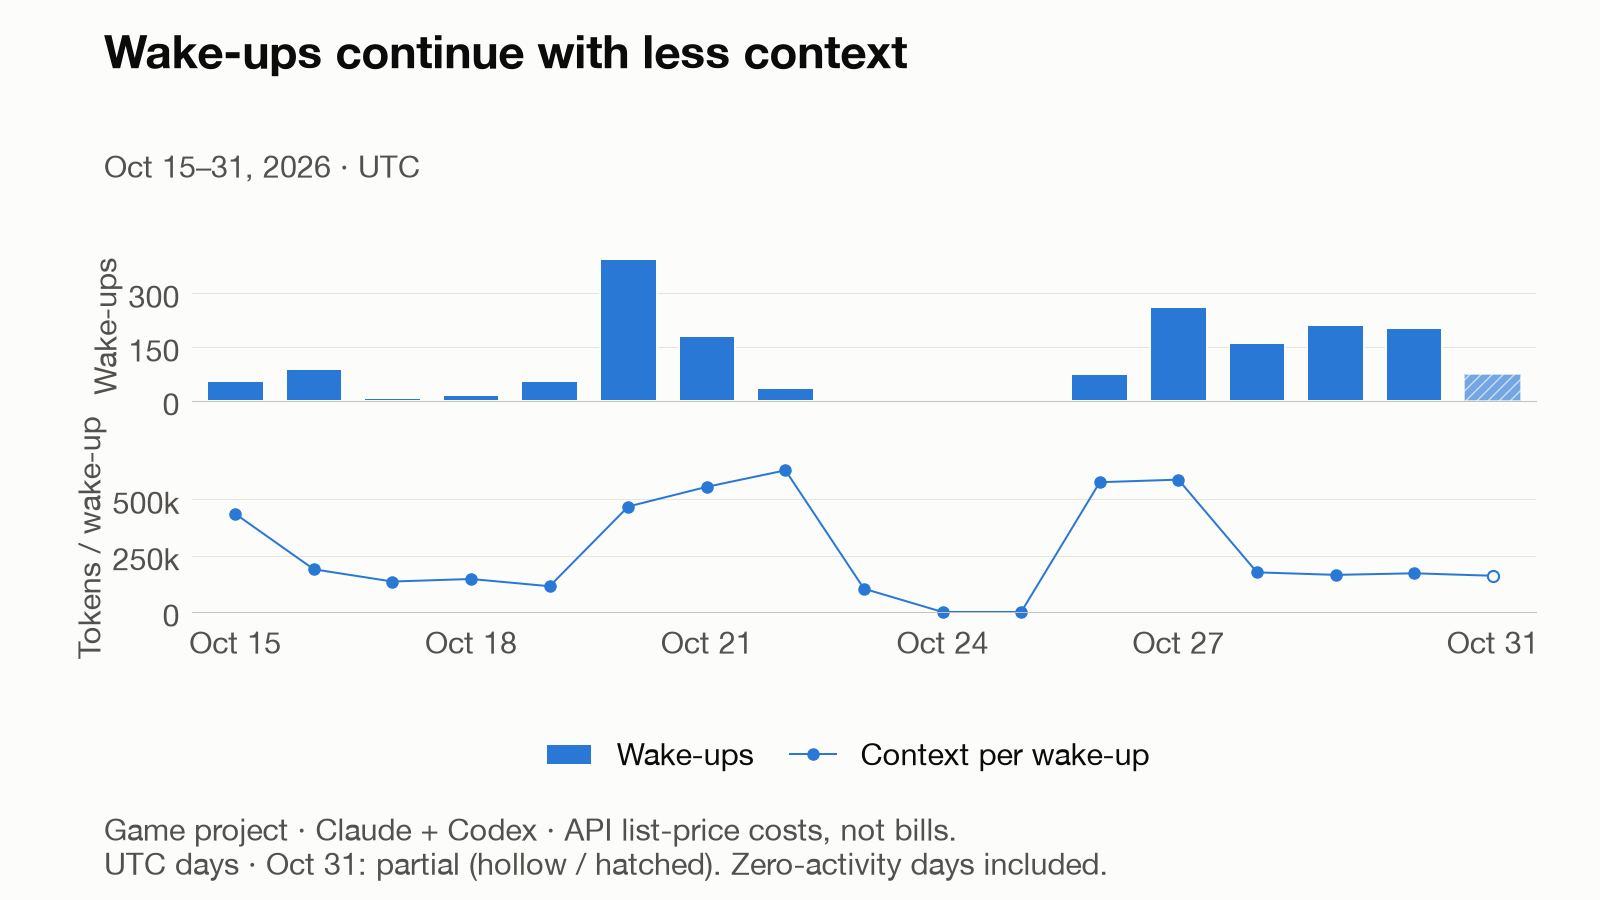 Wake-ups continue with less context
Oct 15–31, 2026 · UTC
Wake-ups
300
150
0
Tokens / wake-up
500k
250k
0
Oct 15 Oct 18 Oct 21 Oct 24 Oct 27 Oct 31
Wake-ups Context per wake-up
Game project · Claude + Codex · API list-price costs, not bills.
UTC days · Oct 31: partial (hollow / hatched). Zero-activity days included.